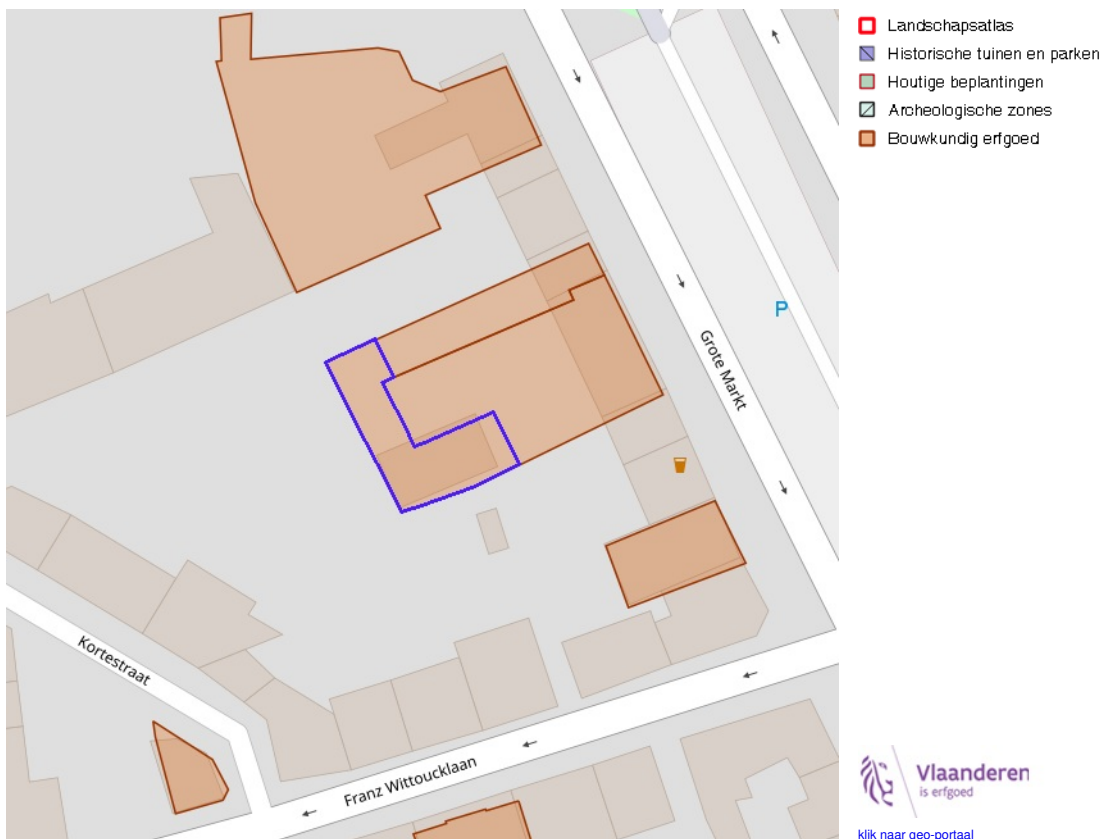 Landschapsatlas
Historische tuinen en parken
Houtige beplantingen
Archeologische zones
Bouwkundig erfgoed
P
Grote Markt
Kortestraat
Franz Wittoucklaan
Vlaanderen
is erfgoed
klik naar geo-portaal